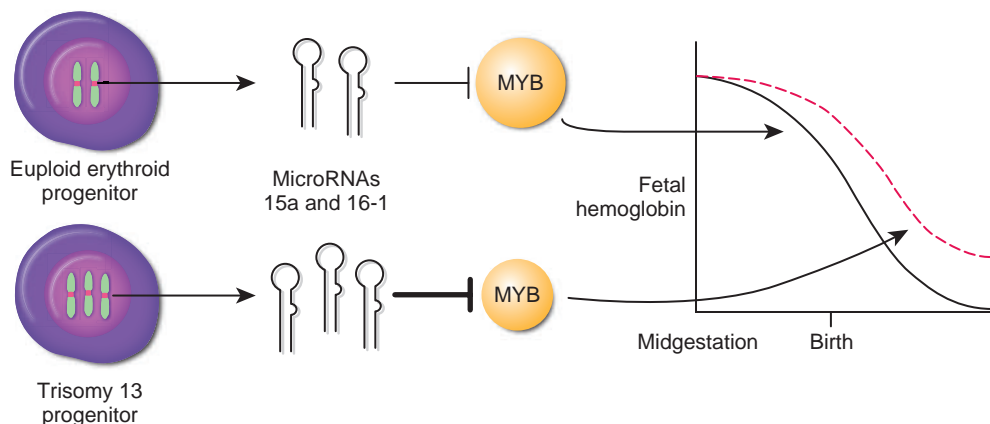 MYB
Euploid erythroid
progenitor
MicroRNAs
15a and 16-1
Fetal
hemoglobin
MYB
Midgestation
Birth
Trisomy 13
progenitor